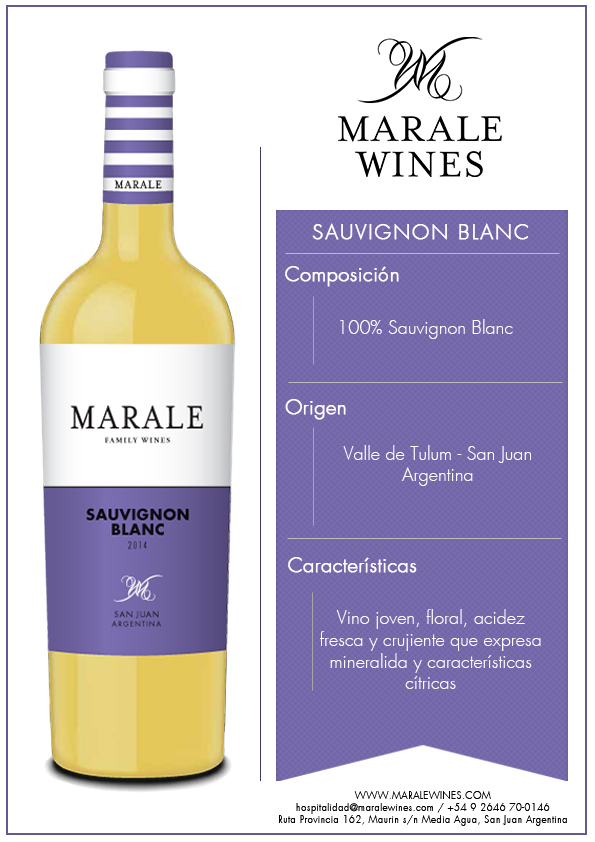 MARALE
MARALE
FAMILY WINES
SAUVIGNON
BLANC
2014
SAN JUAN
ARGENTINA
MARALE
WINES
SAUVIGNON BLANC
Composición
100% Sauvignon Blanc
Origen
Valle de Tulum - San Juan
Argentina
Características
Vino joven, floral, acidez
fresca y crujiente que expresa
mineralida y características
cítricas
WWW.MARALEWINES.COM
hospitalidad@maralewines.com / +54 9 2646 70-0146
Ruta Provincia 162, Maurin s/n Media Agua, San Juan Argentina